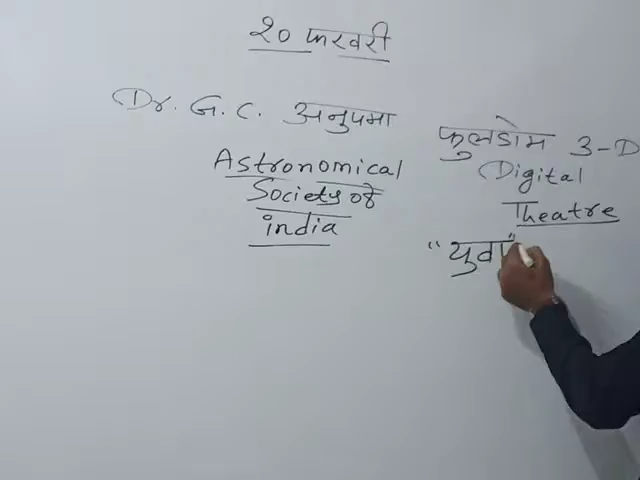 २० फरवरी
Dr. G. C. अनुपमा
Astronomical
Society of
india
फुलडोम 3-D
Digital
Theatre
"युवा"